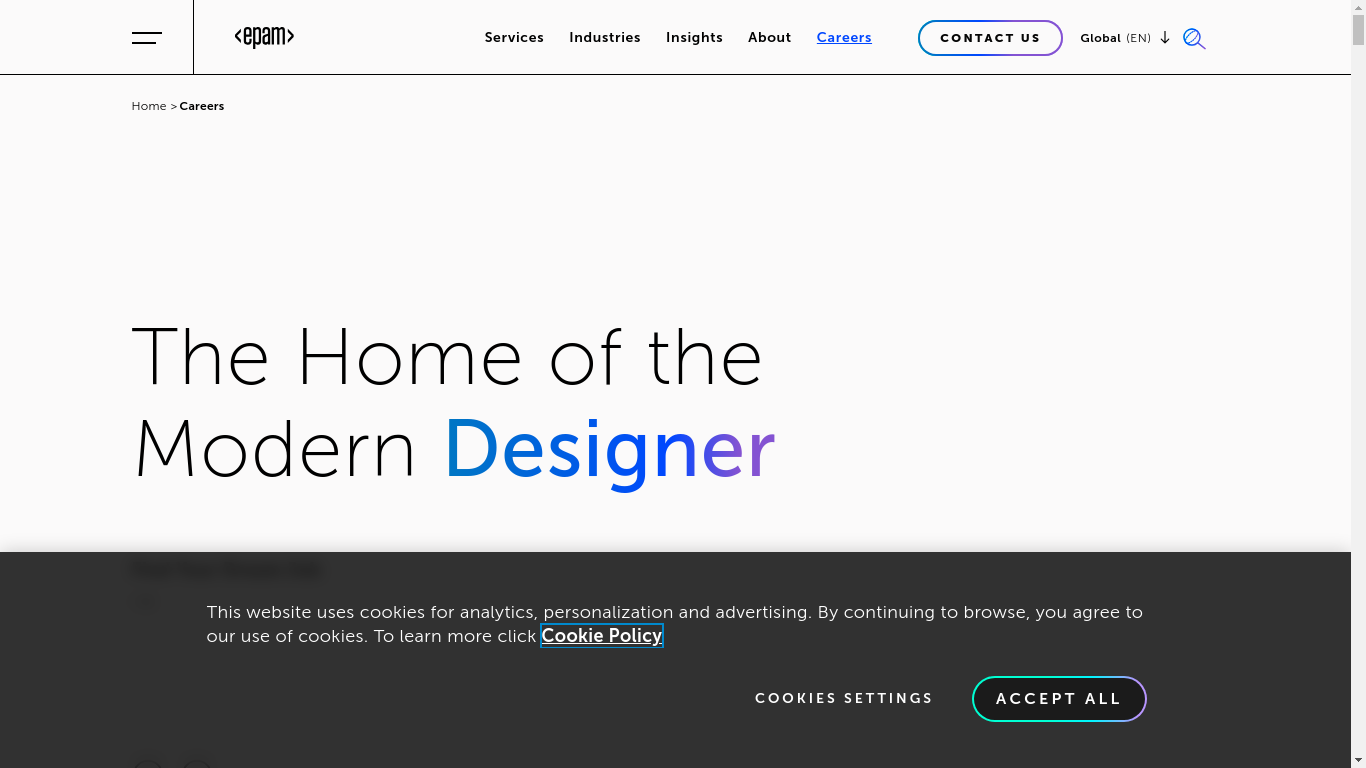 <epam>
Services
Industries
Insights
About
Careers
CONTACT US
Global (EN)
Home > Careers
The Home of the
Modern Designer
This website uses cookies for analytics, personalization and advertising. By continuing to browse, you agree to
our use of cookies. To learn more click Cookie Policy
COOKIES SETTINGS
ACCEPT ALL